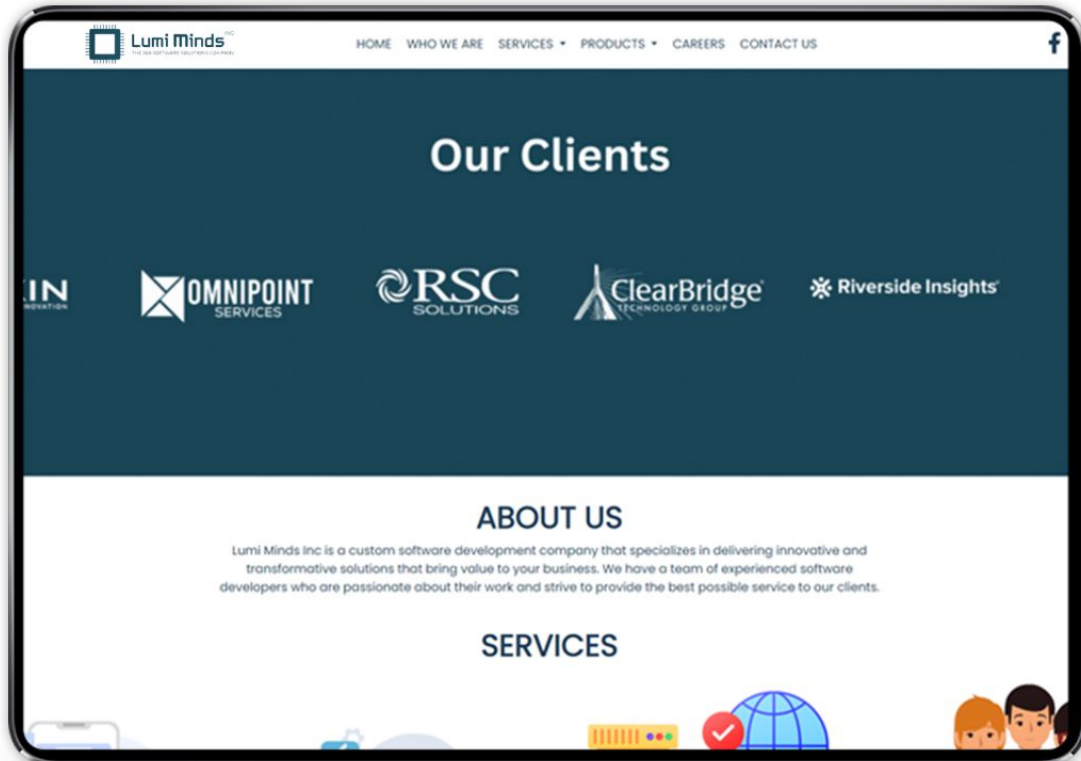 Lumi Minds INC
HOME WHO WE ARE SERVICES PRODUCTS CAREERS CONTACT US
Our Clients
OMNIPOINT
SERVICES
RSC
SOLUTIONS
ClearBridge
TECHNOLOGY GROUP
Riverside Insights
ABOUT US
Lumi Minds Inc is a custom software development company that specializes in delivering innovative and
transformative solutions that bring value to your business. We have a team of experienced software
developers who are passionate about their work and strive to provide the best possible service to our clients.
SERVICES